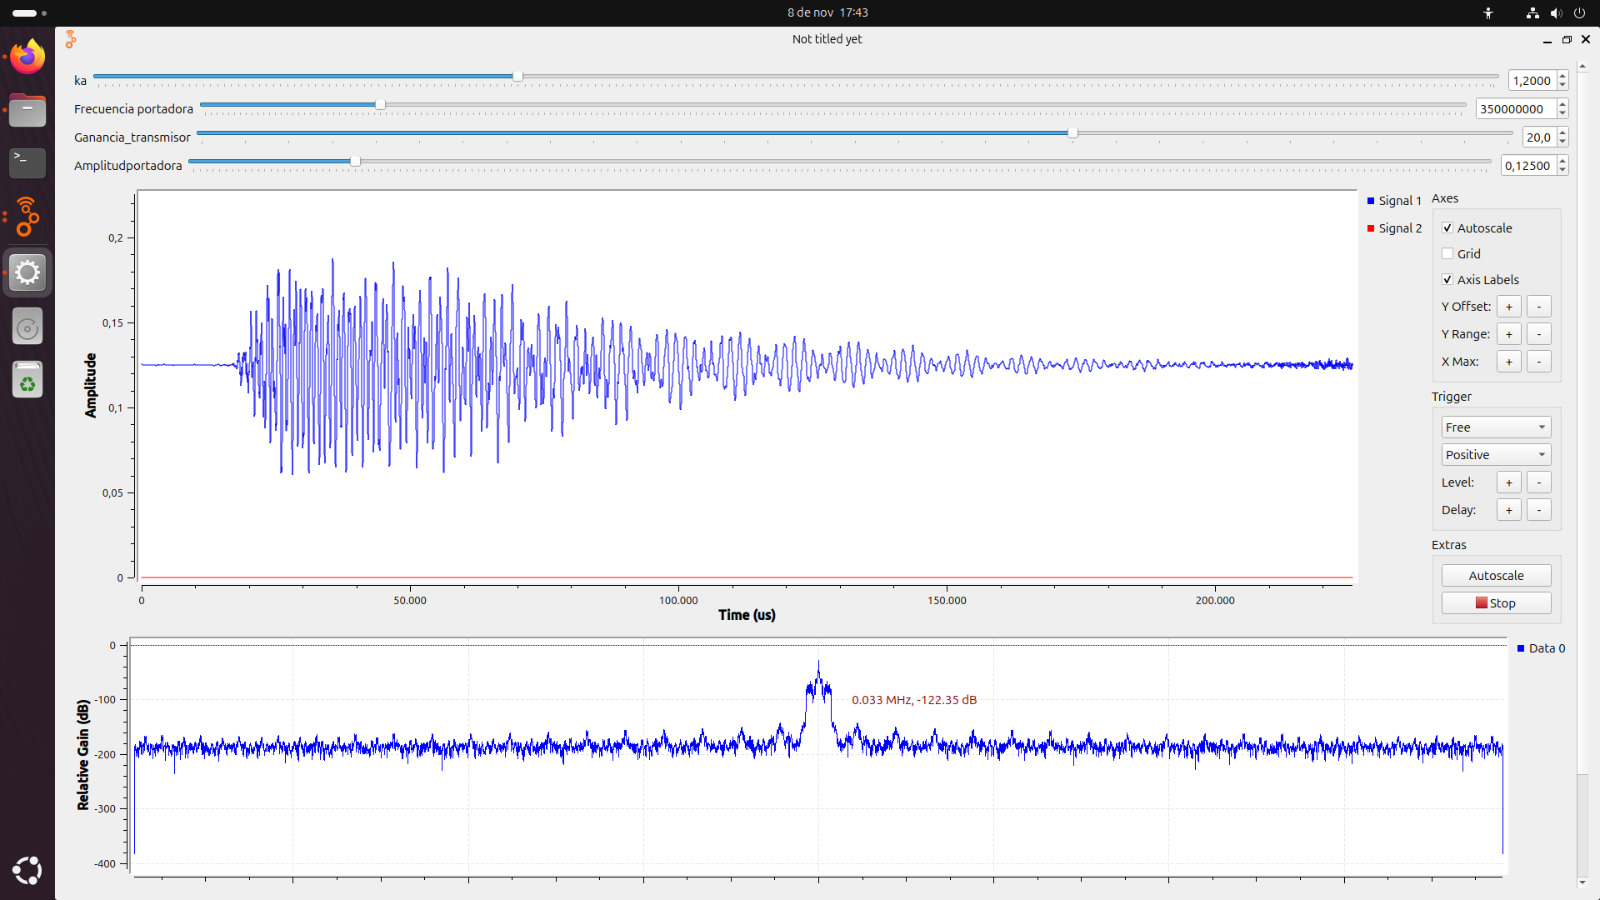 8 de nov 17:43
Not titled yet
ka 1,2000
Frecuencia portadora 350000000
Ganancia_transmisor 20,0
Amplitudportadora 0,12500
Signal 1
Signal 2
Axes
Autoscale
Grid
Axis Labels
Y Offset: + -
Y Range: + -
X Max: + -
Trigger
Free
Positive
Level: + -
Delay: + -
Extras
Autoscale
Stop
Amplitude
0,2
0,15
0,1
0,05
0
0 50.000 100.000 150.000 200.000
Time (us)
Data 0
Relative Gain (dB)
0
-100
-200
-300
-400
0.033 MHz, -122.35 dB
>_